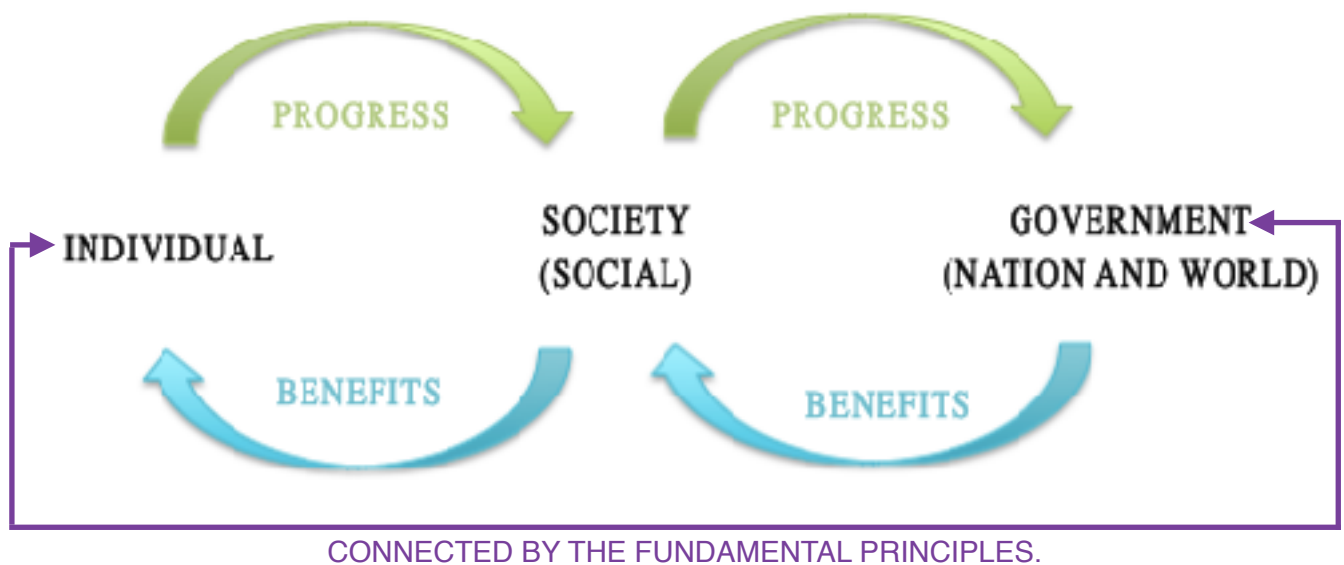 PROGRESS
PROGRESS
INDIVIDUAL
SOCIETY
(SOCIAL)
GOVERNMENT
(NATION AND WORLD)
BENEFITS
BENEFITS
CONNECTED BY THE FUNDAMENTAL PRINCIPLES.